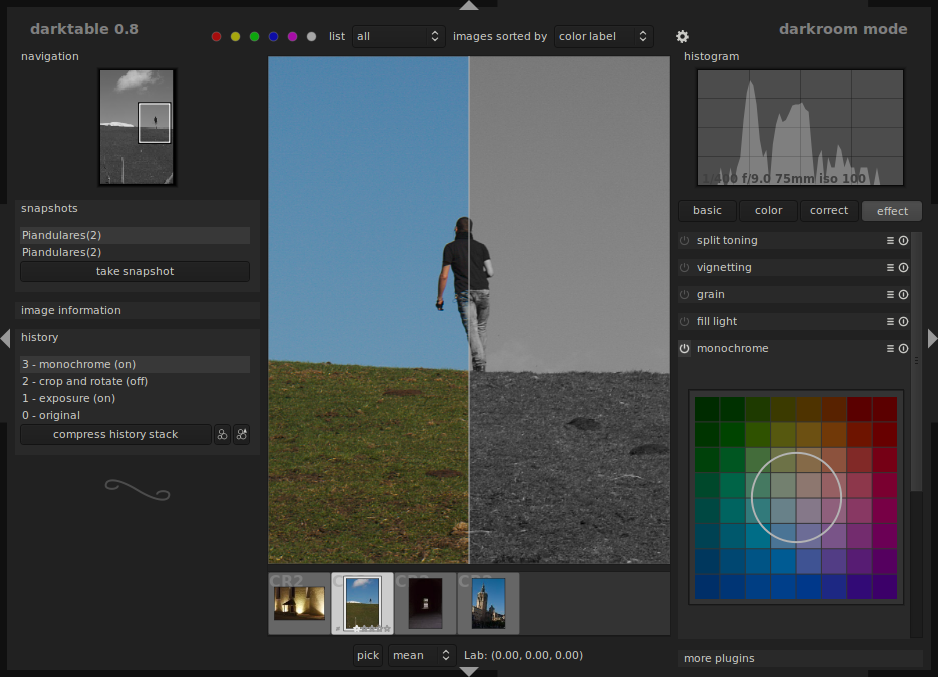 darktable 0.8
list
all
images sorted by
color label
darkroom mode
navigation
histogram
1/400 f/9.0 75mm iso 100
snapshots
Piandulares(2)
Piandulares(2)
take snapshot
image information
history
3 - monochrome (on)
2 - crop and rotate (off)
1 - exposure (on)
0 - original
compress history stack
basic
color
correct
effect
split toning
vignetting
grain
fill light
monochrome
CR2
pick
mean
Lab: (0.00, 0.00, 0.00)
more plugins